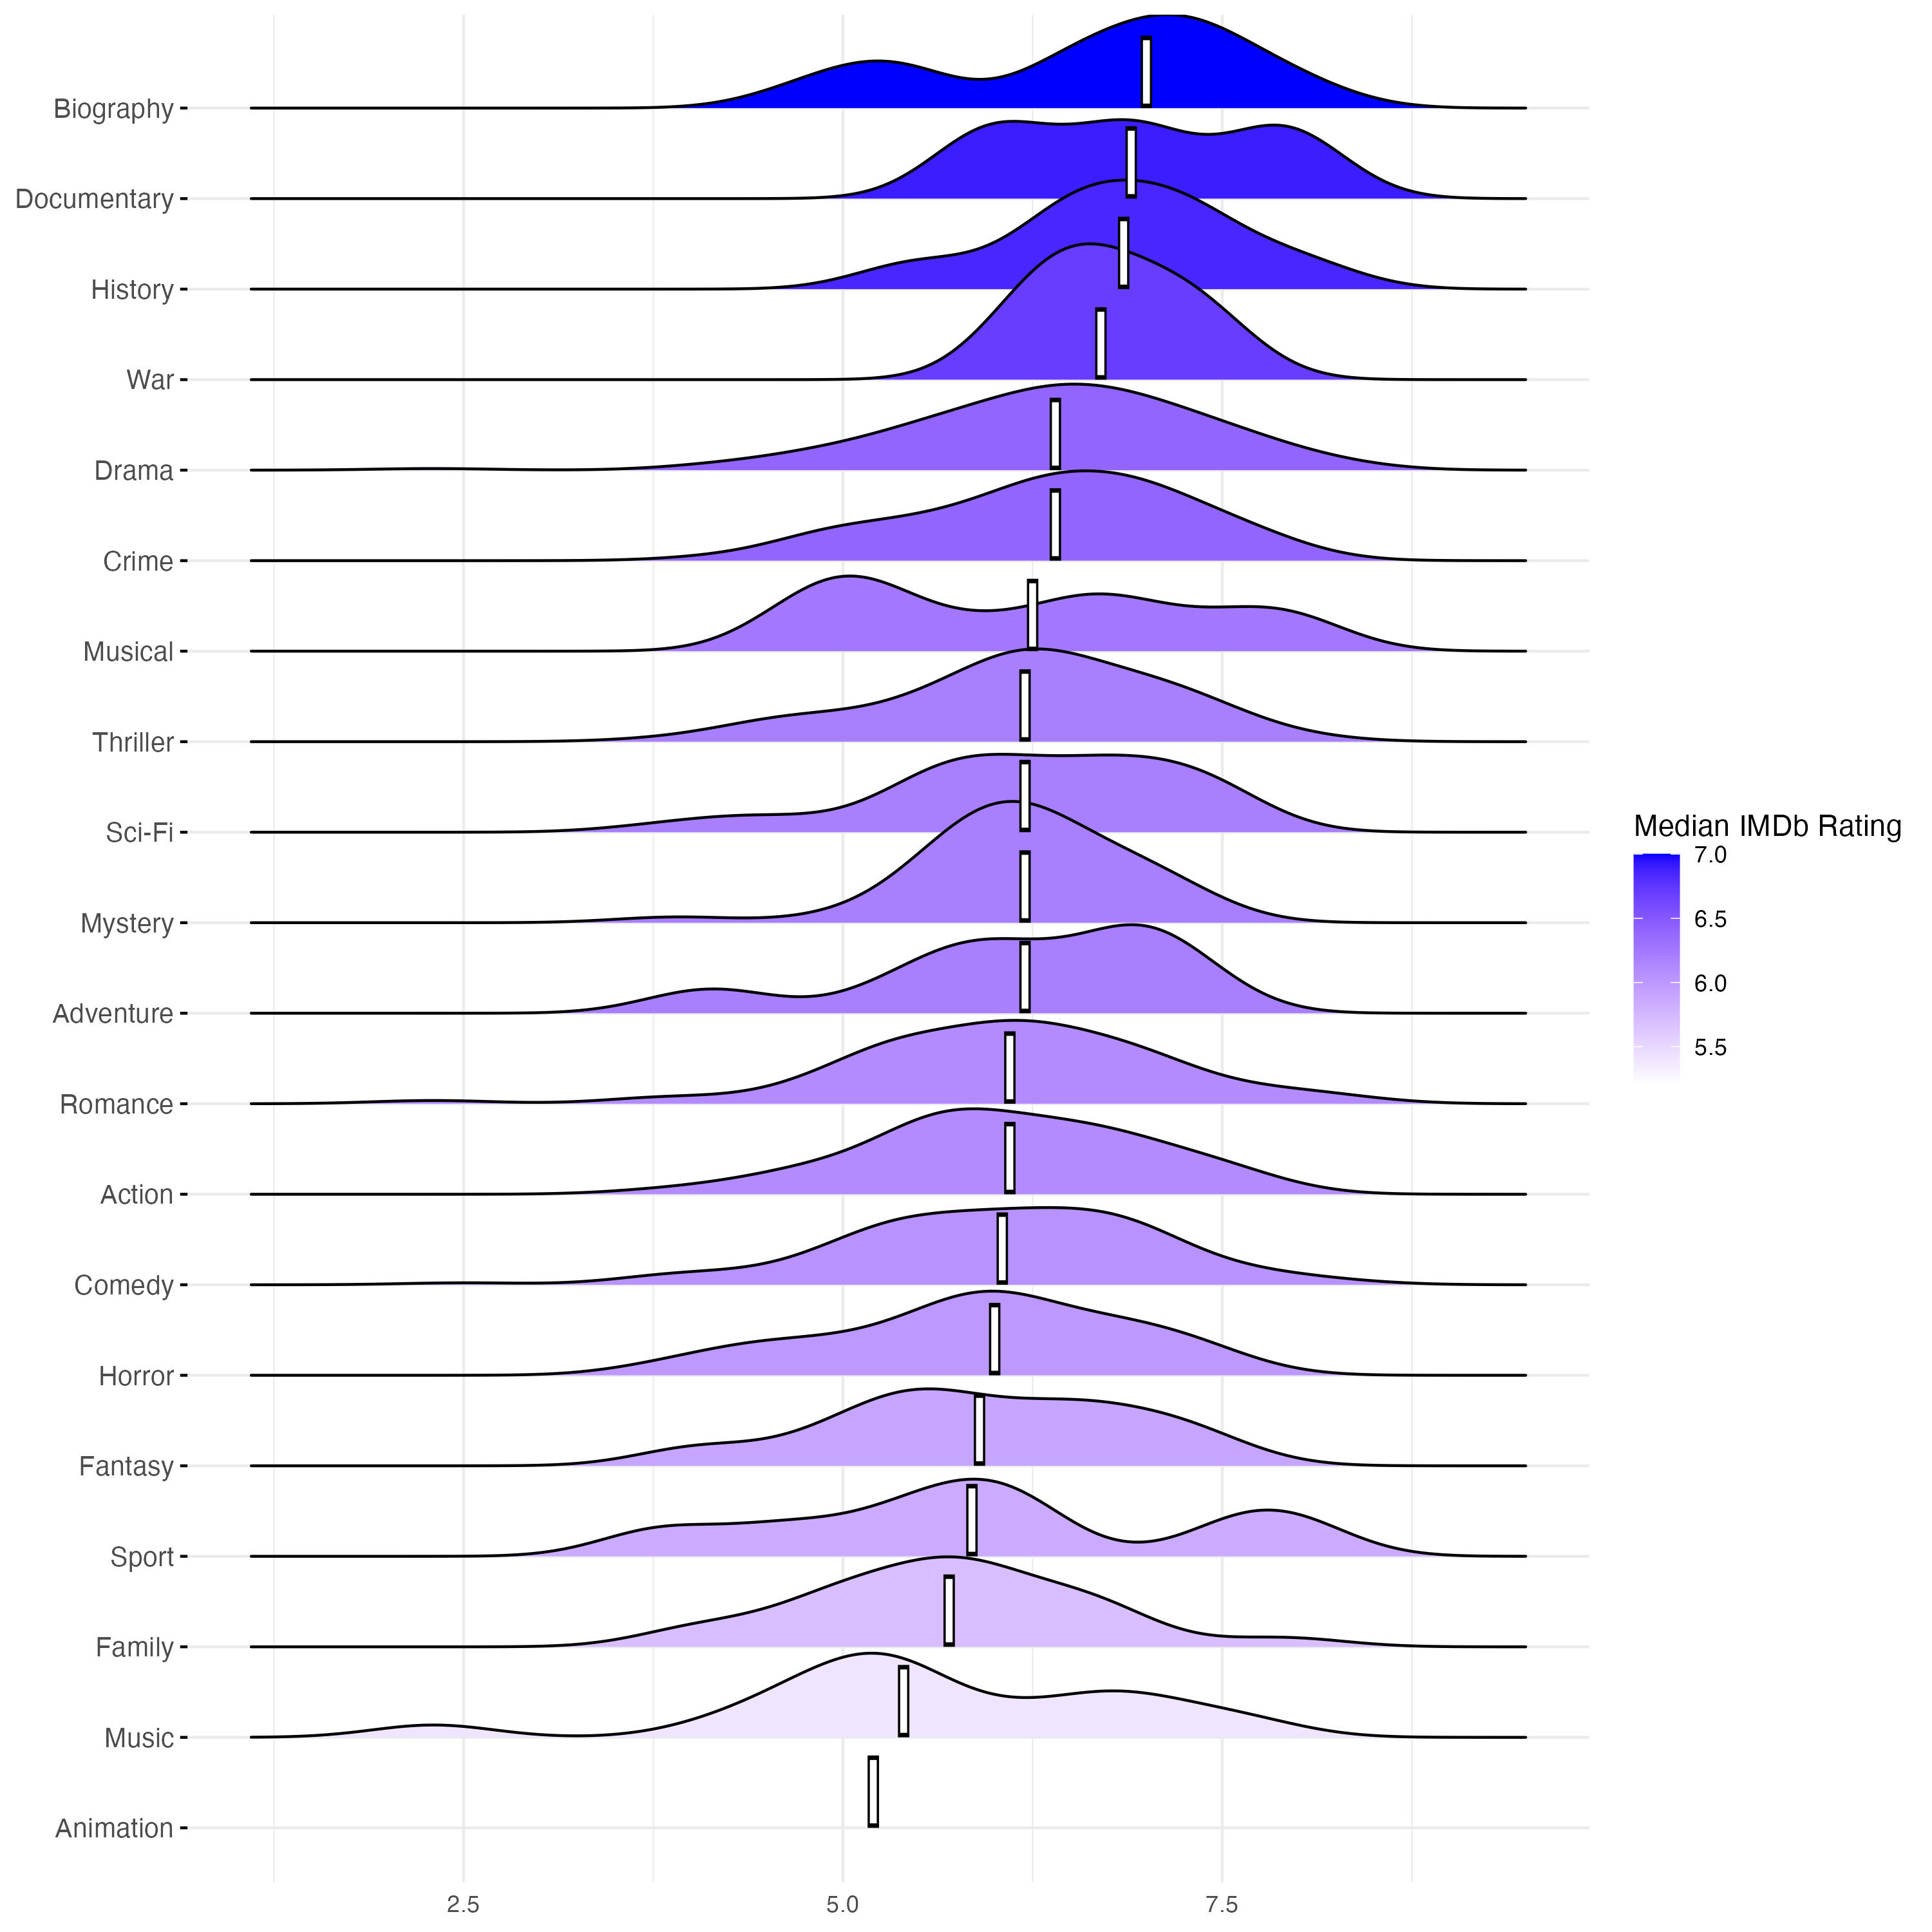 Biography
Documentary
History
War
Drama
Crime
Musical
Thriller
Sci-Fi
Mystery
Adventure
Romance
Action
Comedy
Horror
Fantasy
Sport
Family
Music
Animation
2.5 5.0 7.5
Median IMDb Rating
7.0
6.5
6.0
5.5